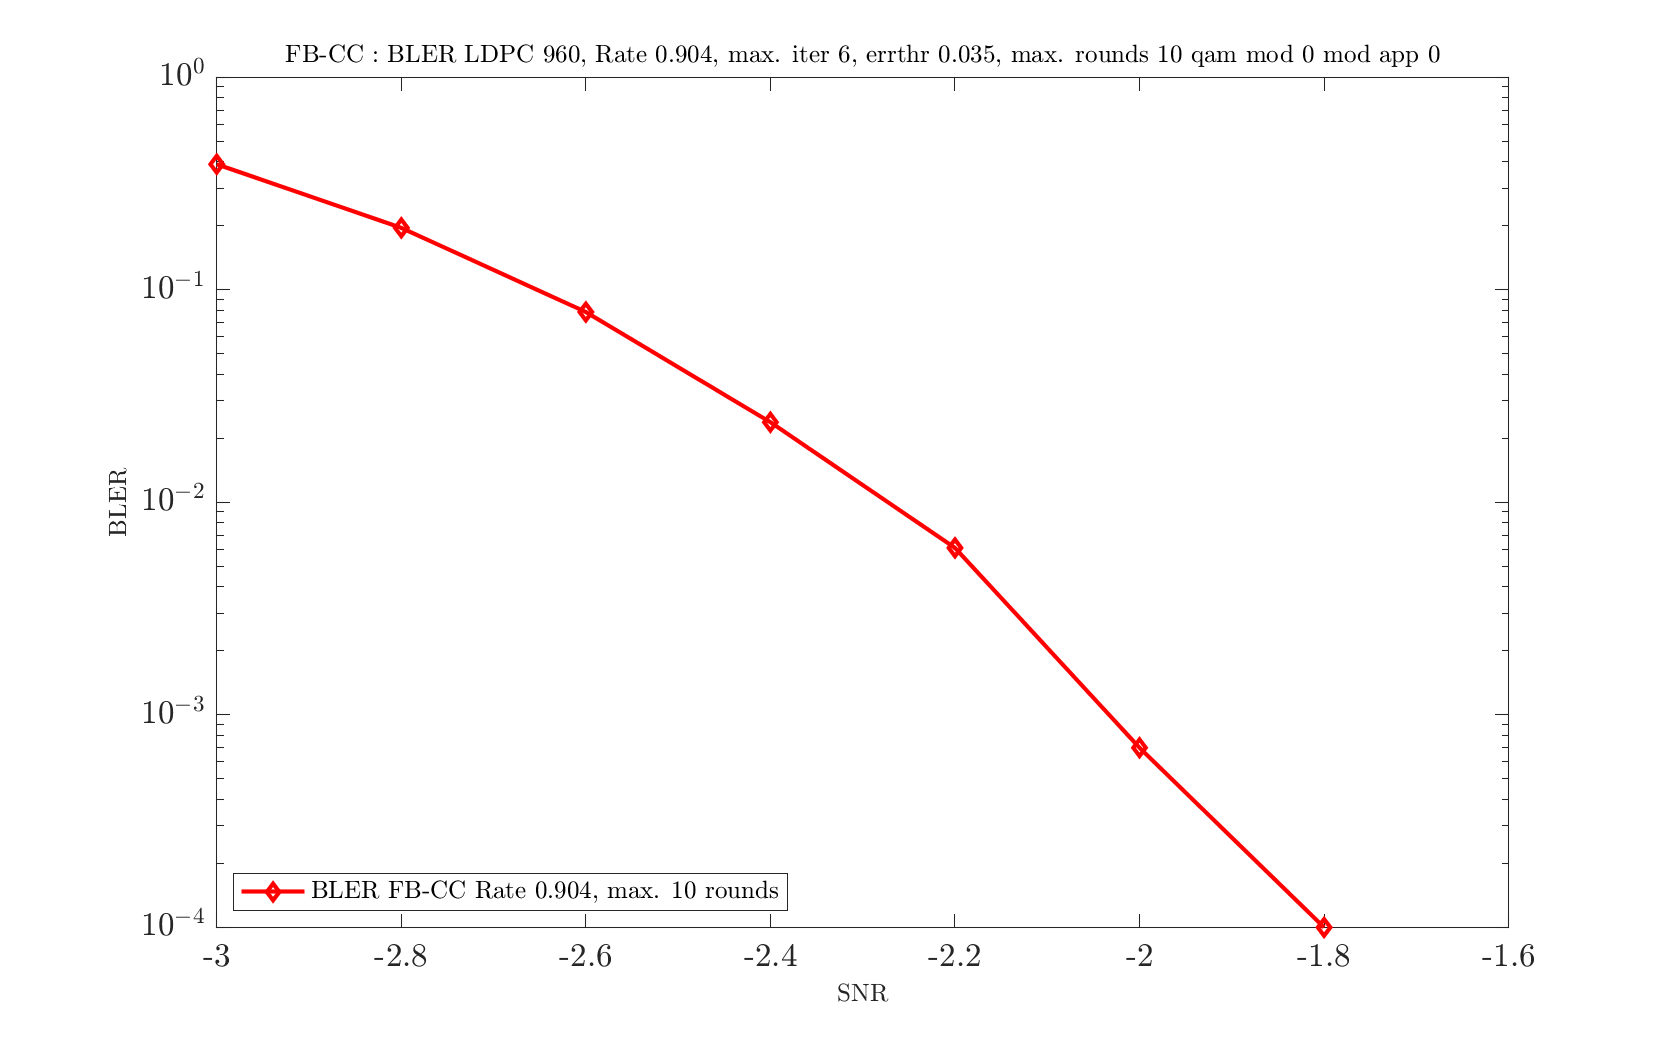 FB-CC : BLER LDPC 960, Rate 0.904, max. iter 6, errthr 0.035, max. rounds 10 qam mod 0 mod app 0
10^0
10^−1
10^−2
10^−3
10^−4
BLER
BLER FB-CC Rate 0.904, max. 10 rounds
-3 -2.8 -2.6 -2.4 -2.2 -2 -1.8 -1.6
SNR